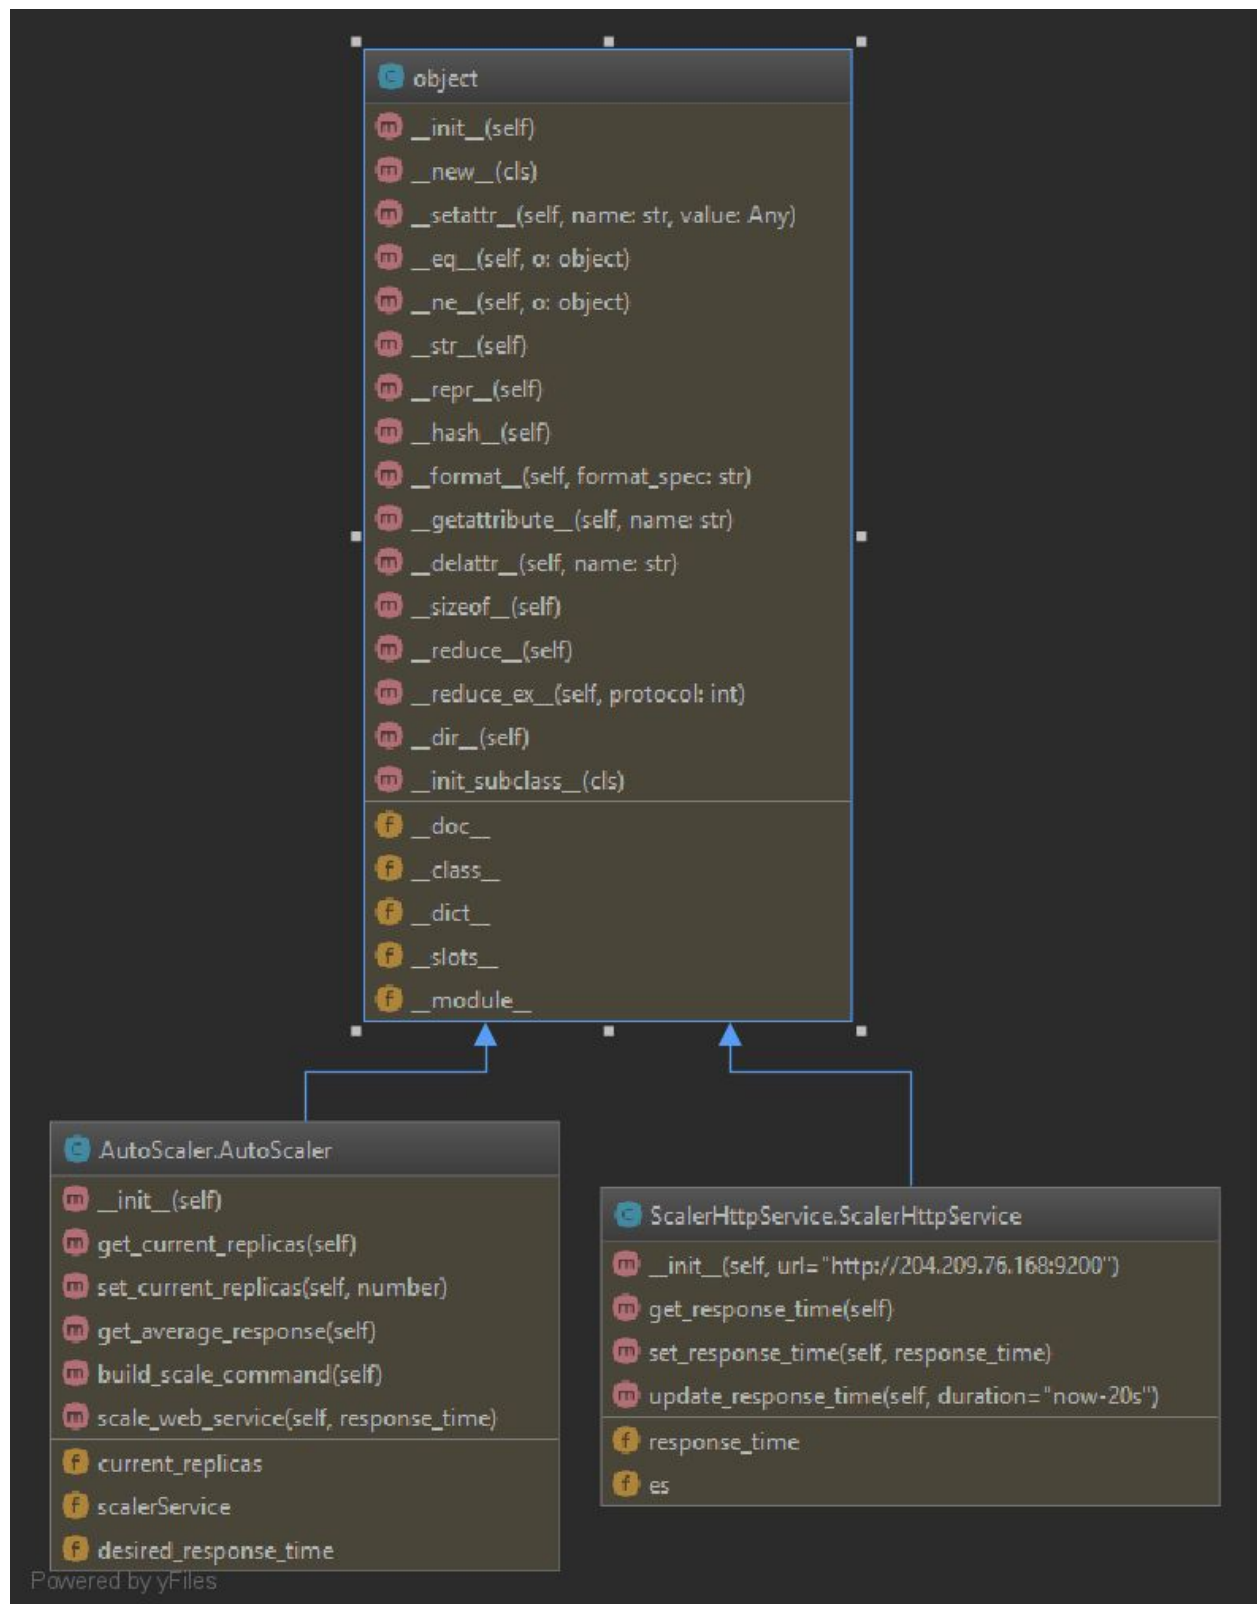 object
__init__(self)
__new__(cls)
__setattr__(self, name: str, value: Any)
__eq__(self, o: object)
__ne__(self, o: object)
__str__(self)
__repr__(self)
__hash__(self)
__format__(self, format_spec: str)
__getattribute__(self, name: str)
__delattr__(self, name: str)
__sizeof__(self)
__reduce__(self)
__reduce_ex__(self, protocol: int)
__dir__(self)
__init_subclass__(cls)
__doc__
__class__
__dict__
__slots__
__module__
AutoScaler.AutoScaler
__init__(self)
get_current_replicas(self)
set_current_replicas(self, number)
get_average_response(self)
build_scale_command(self)
scale_web_service(self, response_time)
current_replicas
scalerService
desired_response_time
ScalerHttpService.ScalerHttpService
__init__(self, url="http://204.209.76.168:9200")
get_response_time(self)
set_response_time(self, response_time)
update_response_time(self, duration="now-20s")
response_time
es
Powered by yFiles